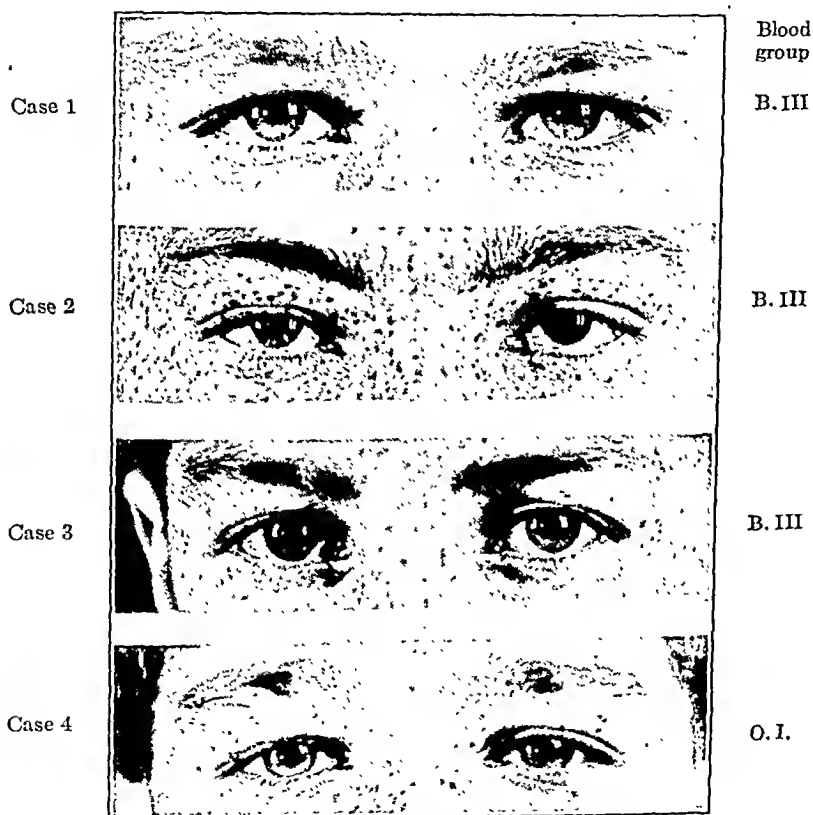 Blood
group
Case 1
B. III
Case 2
B. III
Case 3
B. III
Case 4
O. I.